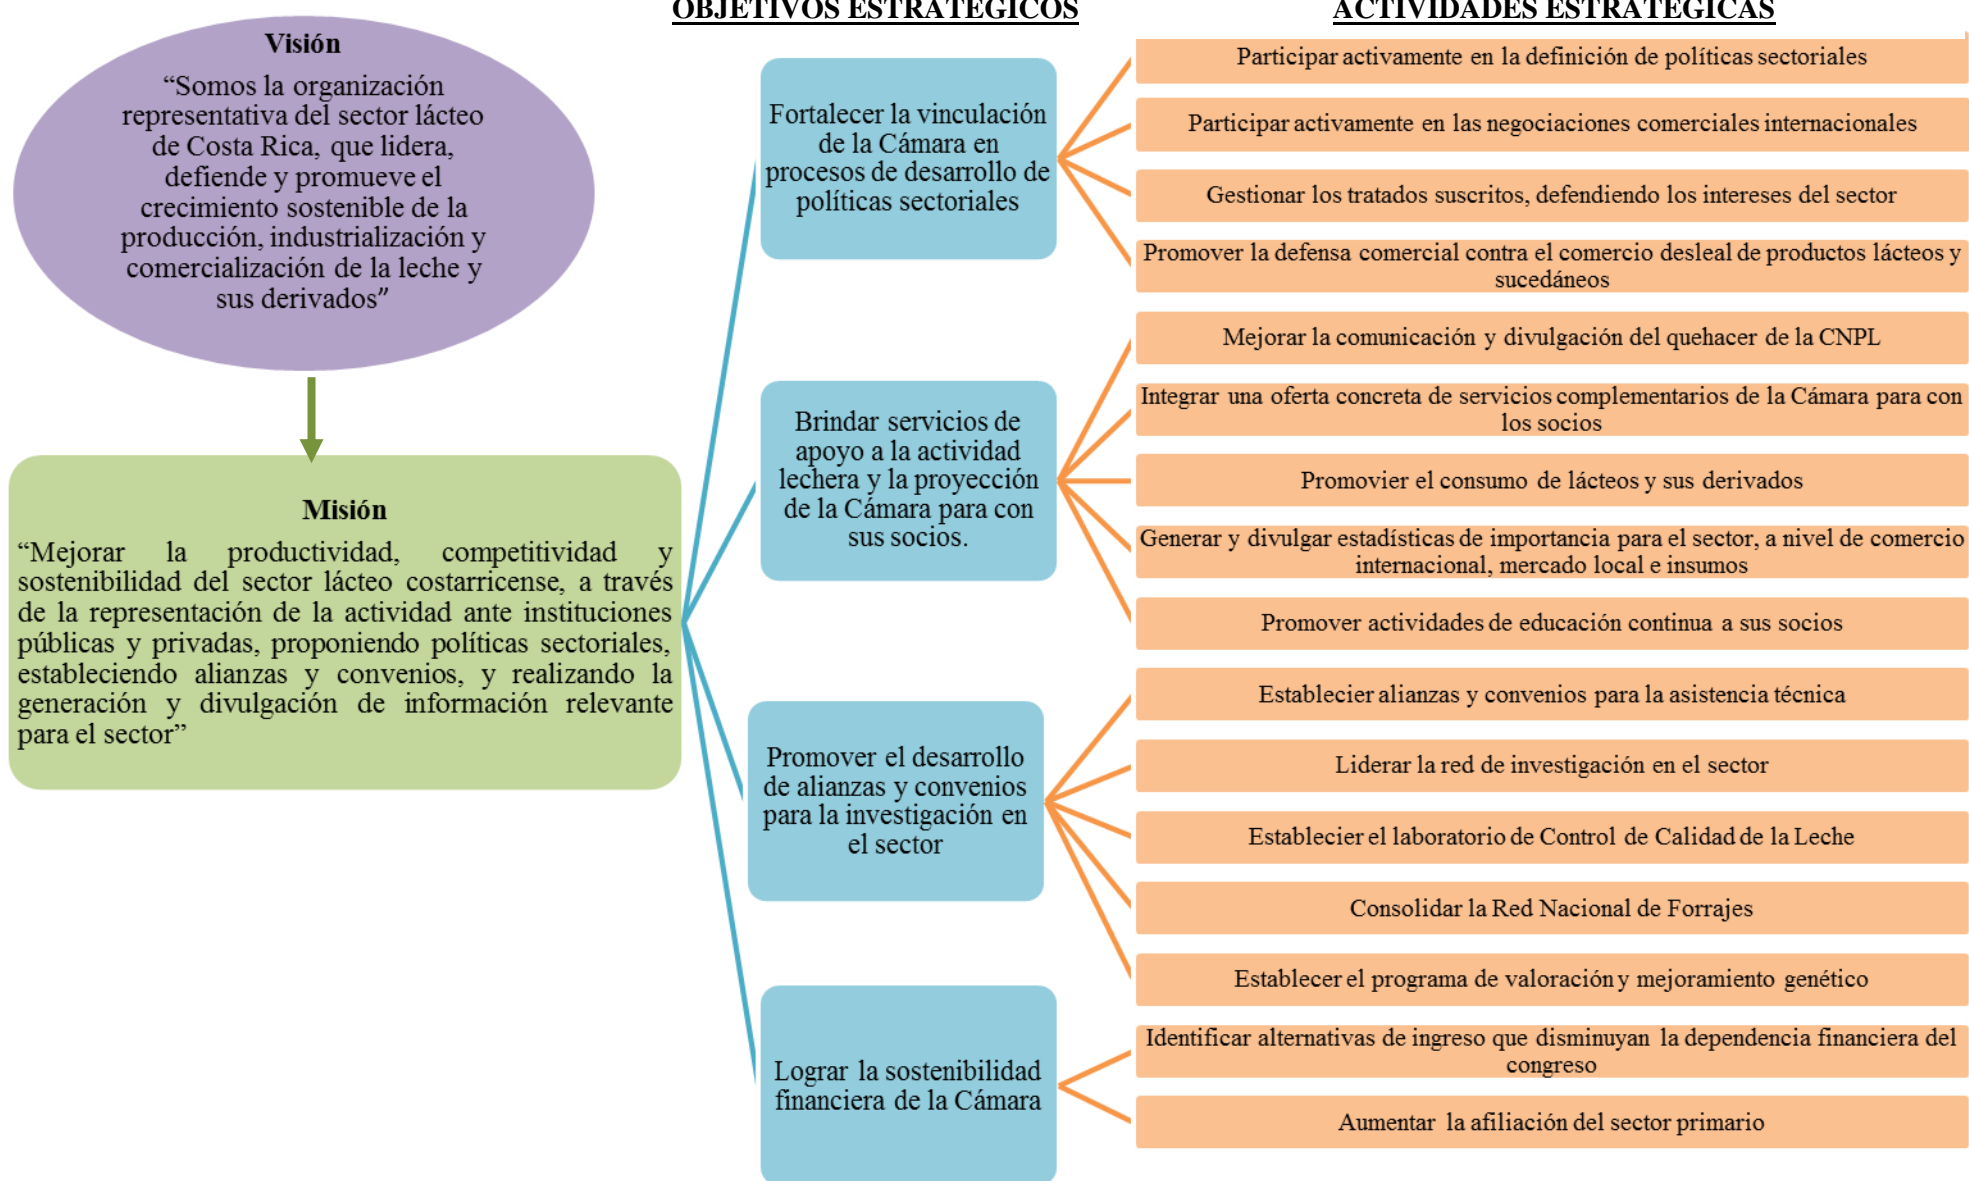 OBJETIVOS ESTRATEGICOS
ACTIVIDADES ESTRATEGICAS
Visión
“Somos la organización
representativa del sector lácteo
de Costa Rica, que lidera,
defiende y promueve el
crecimiento sostenible de la
producción, industrialización y
comercialización de la leche y
sus derivados”
Misión
“Mejorar la productividad, competitividad y
sostenibilidad del sector lácteo costarricense, a través
de la representación de la actividad ante instituciones
públicas y privadas, proponiendo políticas sectoriales,
estableciendo alianzas y convenios, y realizando la
generación y divulgación de información relevante
para el sector”
Fortalecer la vinculación
de la Cámara en
procesos de desarrollo de
políticas sectoriales
Participar activamente en la definición de políticas sectoriales
Participar activamente en las negociaciones comerciales internacionales
Gestionar los tratados suscritos, defendiendo los intereses del sector
Promover la defensa comercial contra el comercio desleal de productos lácteos y
sucedáneos
Brindar servicios de
apoyo a la actividad
lechera y la proyección
de la Cámara para con
sus socios.
Mejorar la comunicación y divulgación del quehacer de la CNPL
Integrar una oferta concreta de servicios complementarios de la Cámara para con
los socios
Promovier el consumo de lácteos y sus derivados
Generar y divulgar estadísticas de importancia para el sector, a nivel de comercio
internacional, mercado local e insumos
Promover actividades de educación continua a sus socios
Promover el desarrollo
de alianzas y convenios
para la investigación en
el sector
Establecier alianzas y convenios para la asistencia técnica
Liderar la red de investigación en el sector
Establecier el laboratorio de Control de Calidad de la Leche
Consolidar la Red Nacional de Forrajes
Establecer el programa de valoración y mejoramiento genético
Lograr la sostenibilidad
financiera de la Cámara
Identificar alternativas de ingreso que disminuyan la dependencia financiera del
congreso
Aumentar la afiliación del sector primario